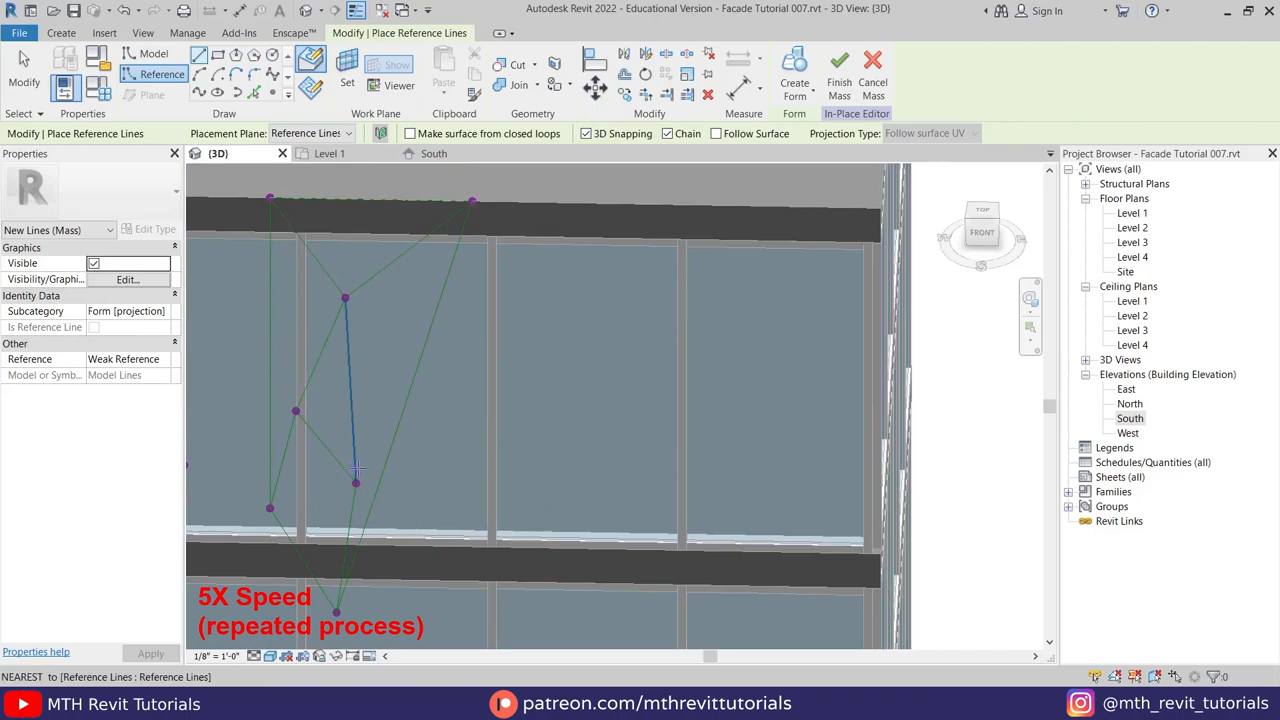 Autodesk Revit 2022 - Educational Version - Facade Tutorial 007.rvt - 3D View: {3D}
Sign In
File
Create
Insert
View
Manage
Add-Ins
Enscape™
Modify | Place Reference Lines
Modify
Properties
Model
Reference
Plane
Set
Show
Viewer
Paste
Cut
Join
Create
Form
Finish
Mass
Cancel
Mass
Select
Properties
Draw
Work Plane
Clipboard
Geometry
Modify
Measure
Form
In-Place Editor
Modify | Place Reference Lines
Placement Plane:
Reference Lines
Make surface from closed loops
3D Snapping
Chain
Follow Surface
Projection Type:
Follow surface UV
Properties
{3D}
Level 1
South
Project Browser - Facade Tutorial 007.rvt
New Lines (Mass)
Edit Type
Graphics
Visible
Visibility/Graphi...
Edit...
Identity Data
Subcategory
Form [projection]
Is Reference Line
Other
Reference
Weak Reference
Model or Symb...
Model Lines
TOP
FRONT
Views (all)
Structural Plans
Floor Plans
Level 1
Level 2
Level 3
Level 4
Site
Ceiling Plans
Level 1
Level 2
Level 3
Level 4
3D Views
Elevations (Building Elevation)
East
North
South
West
Legends
Schedules/Quantities (all)
Sheets (all)
Families
Groups
Revit Links
5X Speed
(repeated process)
Properties help
Apply
1/8" = 1'-0"
NEAREST to [Reference Lines : Reference Lines]
:0
MTH Revit Tutorials
patreon.com/mthrevittutorials
@mth_revit_tutorials